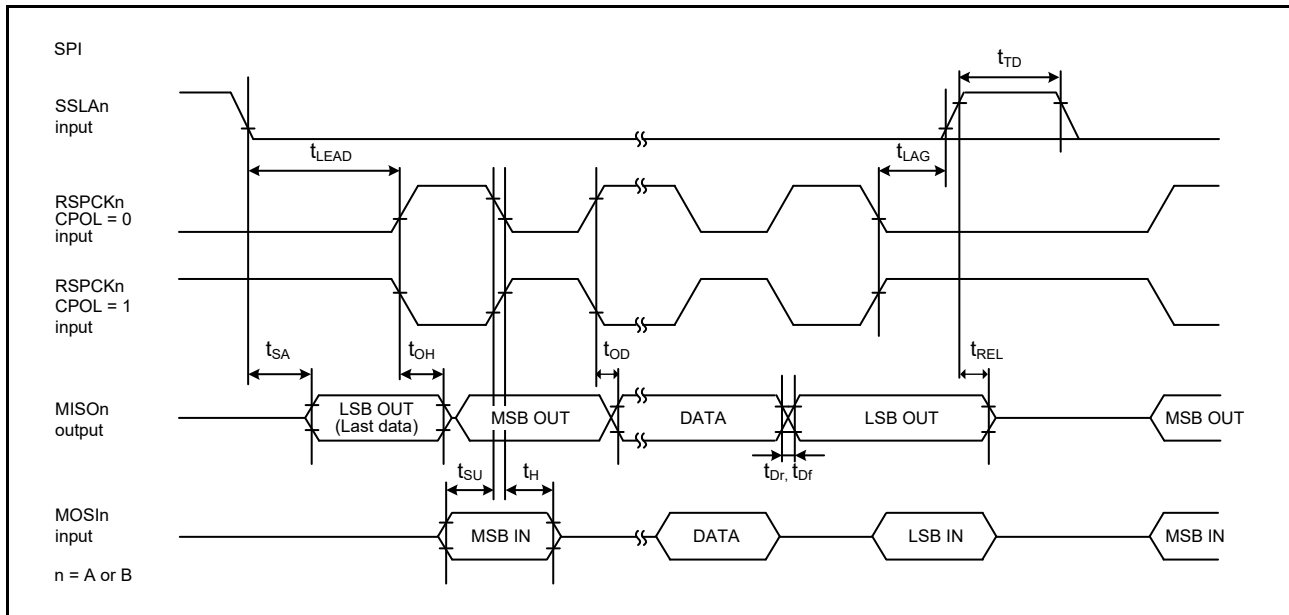 SPI
tTD
SSLAn
input
tLEAD
tLAG
RSPCKn
CPOL = 0
input
RSPCKn
CPOL = 1
input
tSA
tOH
tOD
tREL
MISOn
output
LSB OUT
(Last data)
MSB OUT
DATA
LSB OUT
MSB OUT
tSU
tH
tDr, tDf
MOSIn
input
MSB IN
DATA
LSB IN
MSB IN
n = A or B